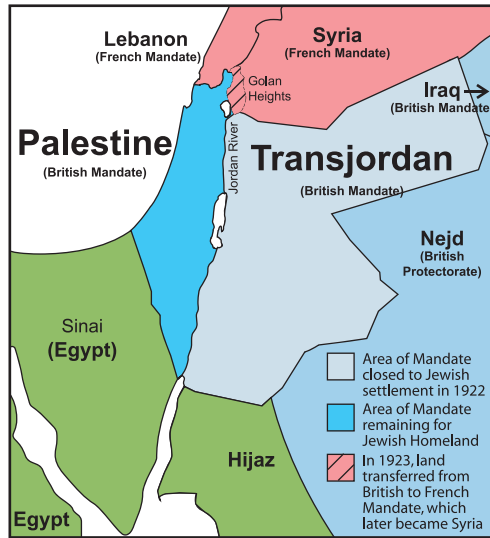 Lebanon
(French Mandate)
Syria
(French Mandate)
Golan
Heights
Iraq
(British Mandate
Palestine
(British Mandate)
Jordan River
Transjordan
(British Mandate)
Nejd
(British
Protectorate)
Sinai
(Egypt)
Hijaz
Egypt
Area of Mandate
closed to Jewish
settlement in 1922
Area of Mandate
remaining for
Jewish Homeland
In 1923, land
transferred from
British to French
Mandate, which
later became Syria